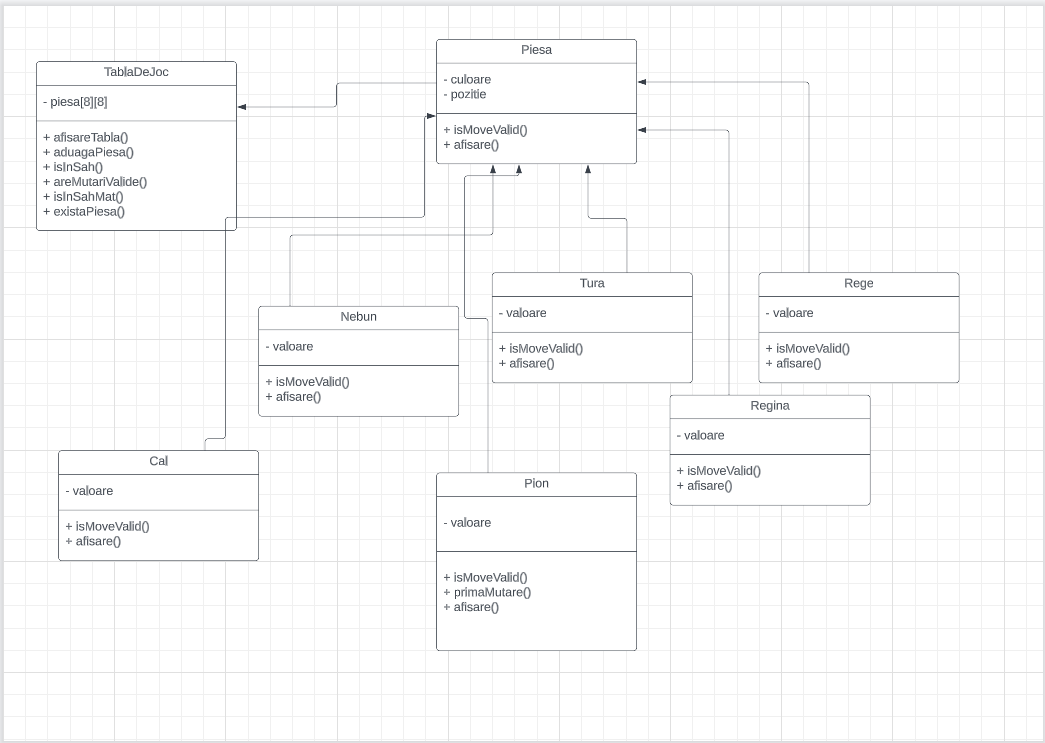 TablaDeJoc
- piesa[8][8]
+ afisareTabla()
+ aduagaPiesa()
+ isInSah()
+ areMutariValide()
+ isInSahMat()
+ existaPiesa()
Piesa
- culoare
- pozitie
+ isMoveValid()
+ afisare()
Nebun
- valoare
+ isMoveValid()
+ afisare()
Tura
- valoare
+ isMoveValid()
+ afisare()
Rege
- valoare
+ isMoveValid()
+ afisare()
Regina
- valoare
+ isMoveValid()
+ afisare()
Cal
- valoare
+ isMoveValid()
+ afisare()
Pion
- valoare
+ isMoveValid()
+ primaMutare()
+ afisare()